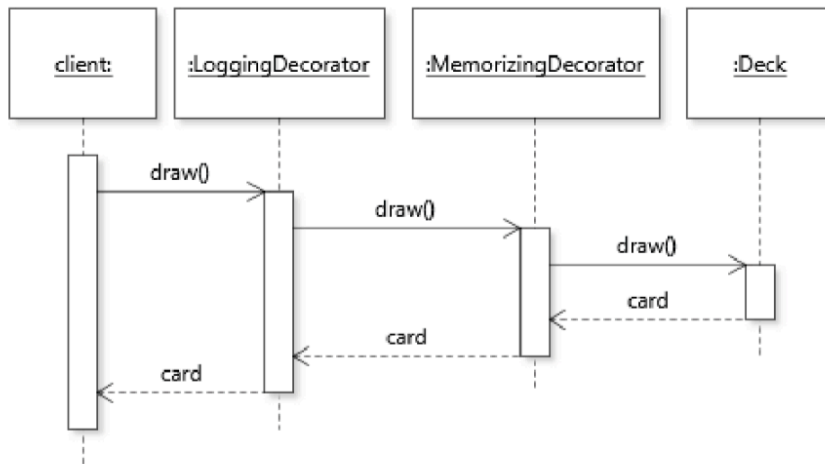 client:
:LoggingDecorator
:MemorizingDecorator
:Deck
draw()
draw()
draw()
card
card
card